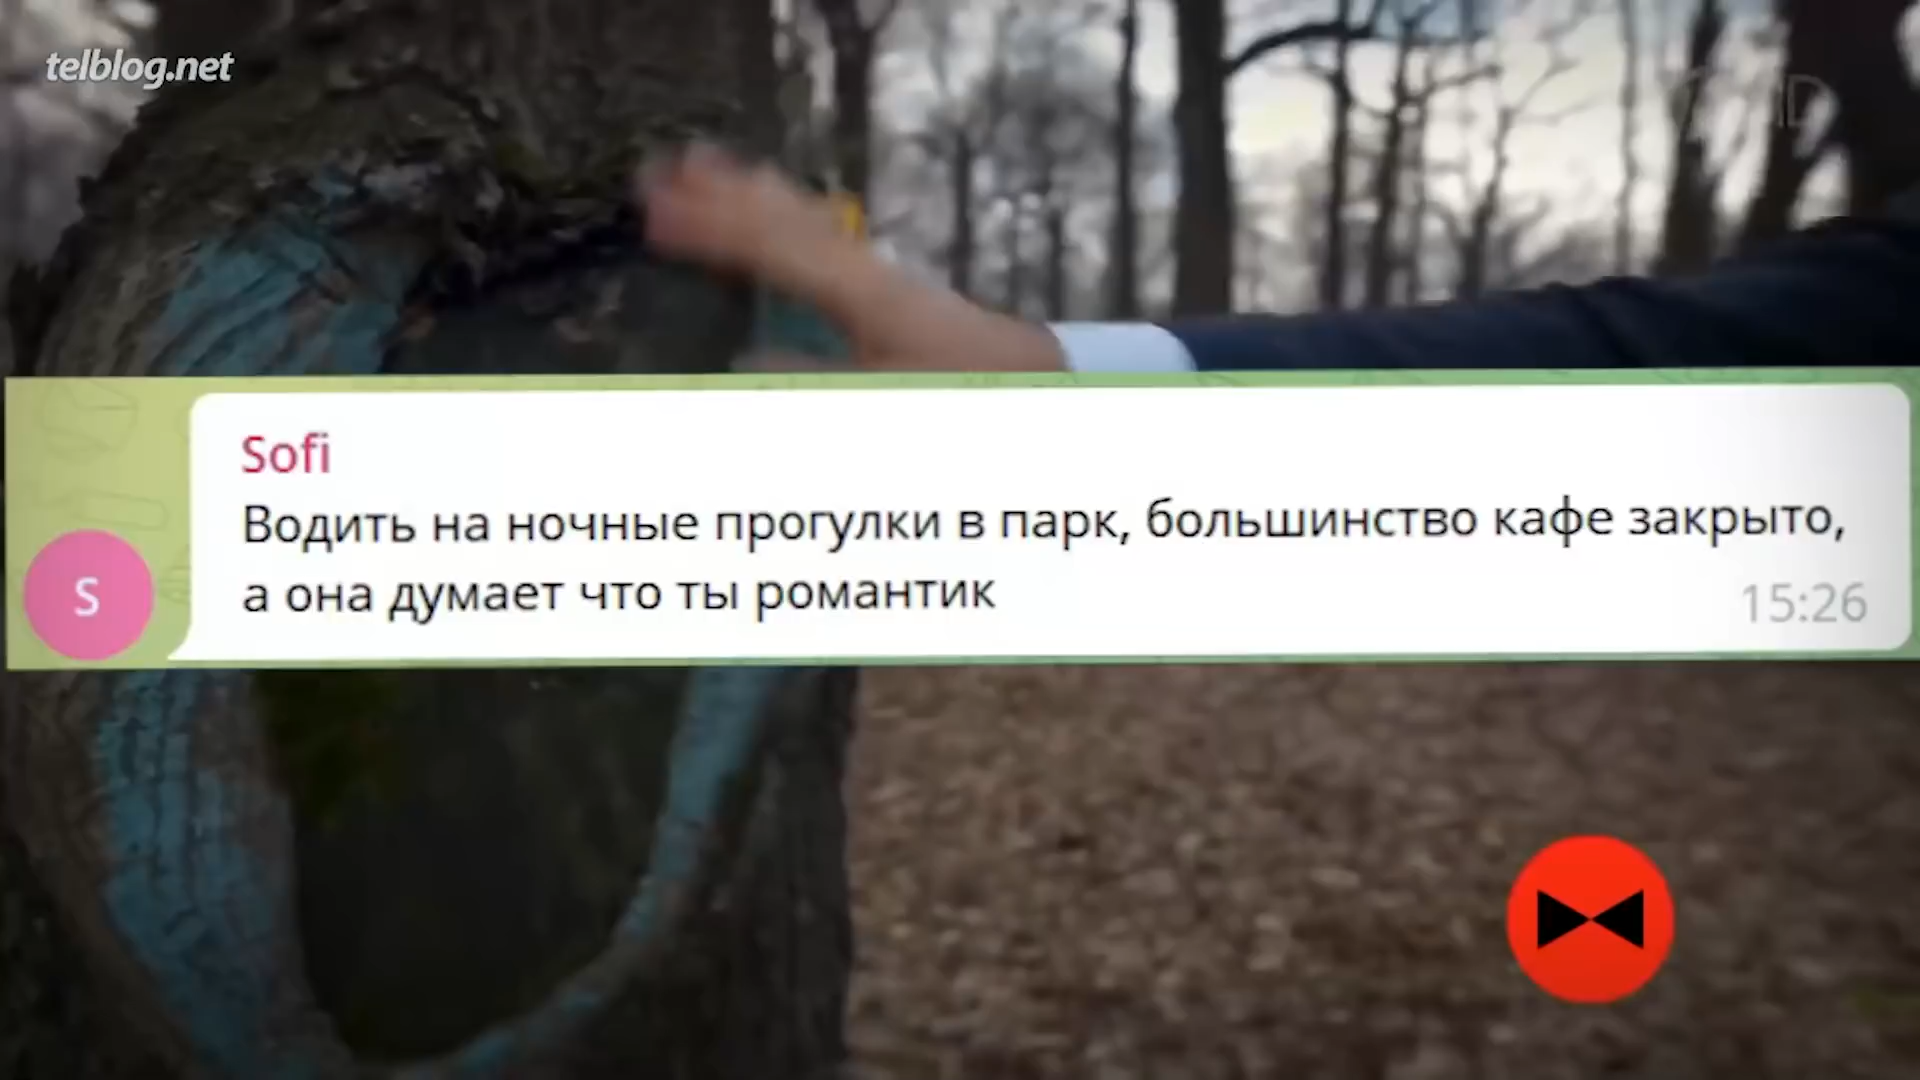 telblog.net
Sofi
Водить на ночные прогулки в парк, большинство кафе закрыто,
S
а она думает что ты романтик
15:26